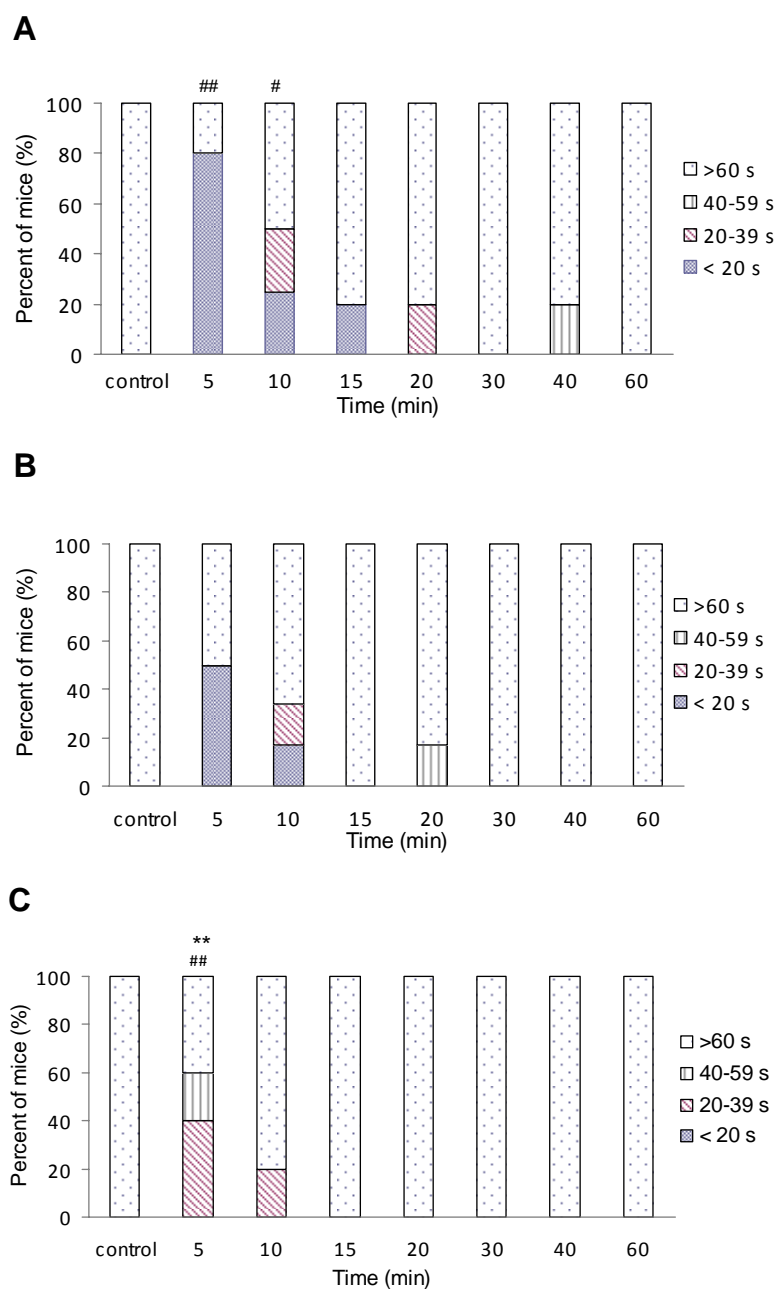 A
## #
100
80
60
40
20
0
Percent of mice (%)
control 5 10 15 20 30 40 60
Time (min)
>60 s
40-59 s
20-39 s
< 20 s
B
100
80
60
40
20
0
Percent of mice (%)
control 5 10 15 20 30 40 60
Time (min)
>60 s
40-59 s
20-39 s
< 20 s
C
**
##
100
80
60
40
20
0
Percent of mice (%)
control 5 10 15 20 30 40 60
Time (min)
>60 s
40-59 s
20-39 s
< 20 s